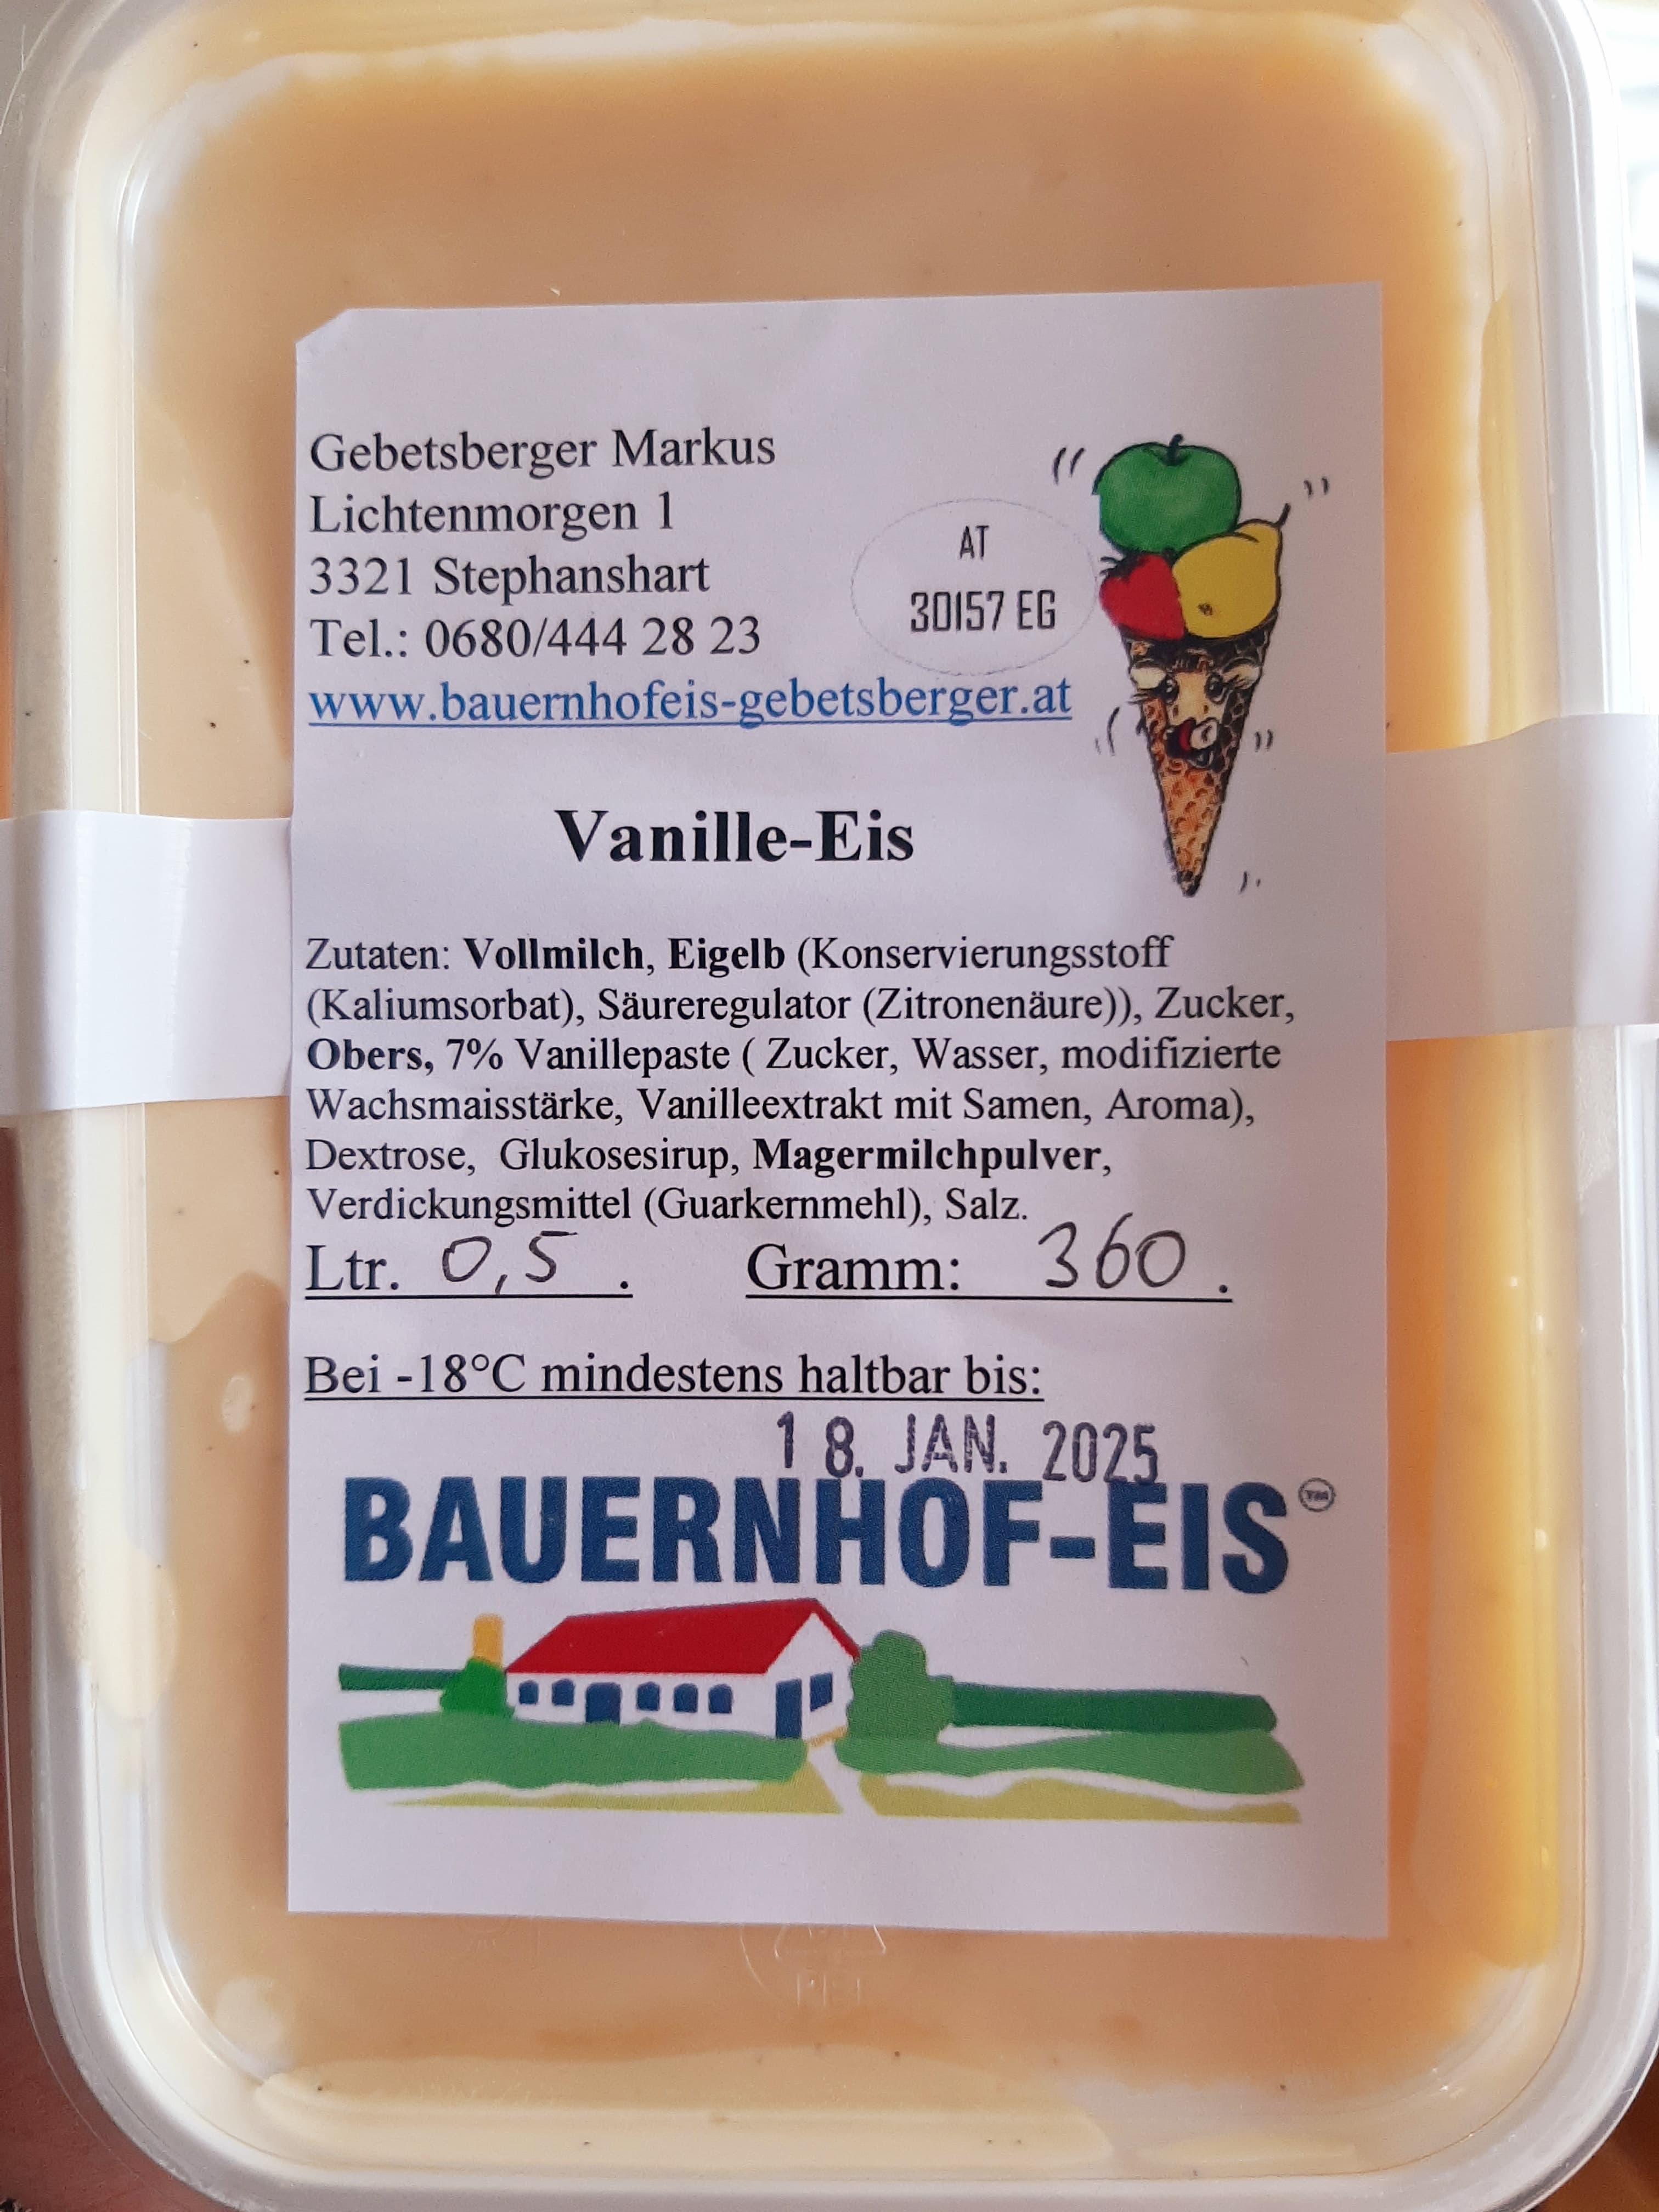 Gebetsberger Markus
Lichtenmorgen 1
3321 Stephanshart
Tel.: 0680/444 28 23
www.bauernhofeis-gebetsberger.at
AT
30157 EG
Vanille-Eis
Zutaten: Vollmilch, Eigelb (Konservierungsstoff
(Kaliumsorbat), Säureregulator (Zitronenäure)), Zucker,
Obers, 7% Vanillepaste ( Zucker, Wasser, modifizierte
Wachsmaisstärke, Vanilleextrakt mit Samen, Aroma),
Dextrose, Glukosesirup, Magermilchpulver,
Verdickungsmittel (Guarkernmehl), Salz.
Ltr. 0,5 . Gramm: 360 .
Bei -18°C mindestens haltbar bis:
18. JAN. 2025
BAUERNHOF-EIS TM